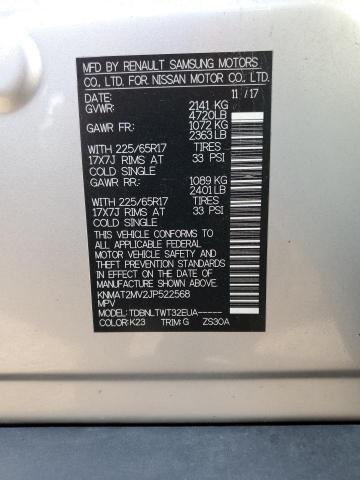 MFD BY RENAULT SAMSUNG MOTORS
CO. LTD. FOR NISSAN MOTOR CO. LTD.
DATE: 11 / 17
GVWR: 2141 KG
4720LB
GAWR FR: 1072 KG
2363LB
WITH 225/65R17 TIRES
17X7J RIMS AT 33 PSI
COLD SINGLE
GAWR RR: 1089 KG
2401LB
WITH 225/65R17 TIRES
17X7J RIMS AT 33 PSI
COLD SINGLE
THIS VEHICLE CONFORMS TO ALL
APPLICABLE FEDERAL
MOTOR VEHICLE SAFETY AND
THEFT PREVENTION STANDARDS
IN EFFECT ON THE DATE OF
MANUFACTURE SHOWN ABOVE.
KNMAT2MV2JP522568
MPV
MODEL: TDBNLTWT32EUA------
COLOR: K23 TRIM: G ZS30A